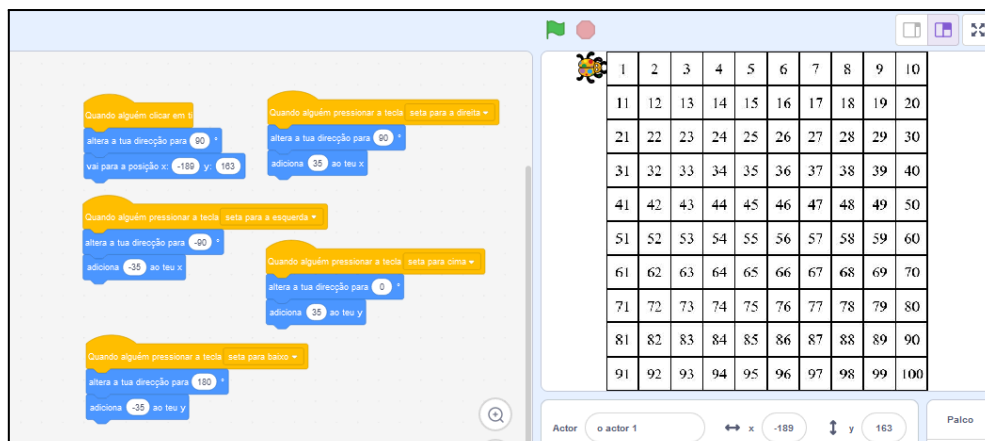 Quando alguém clicar em ti
altera a tua direcção para 90 °
vai para a posição x: -189 y: 163
Quando alguém pressionar a tecla seta para a direita
altera a tua direcção para 90 °
adiciona 35 ao teu x
Quando alguém pressionar a tecla seta para a esquerda
altera a tua direcção para -90 °
adiciona -35 ao teu x
Quando alguém pressionar a tecla seta para cima
altera a tua direcção para 0 °
adiciona 35 ao teu y
Quando alguém pressionar a tecla seta para baixo
altera a tua direcção para 180 °
adiciona -35 ao teu y
1 2 3 4 5 6 7 8 9 10
11 12 13 14 15 16 17 18 19 20
21 22 23 24 25 26 27 28 29 30
31 32 33 34 35 36 37 38 39 40
41 42 43 44 45 46 47 48 49 50
51 52 53 54 55 56 57 58 59 60
61 62 63 64 65 66 67 68 69 70
71 72 73 74 75 76 77 78 79 80
81 82 83 84 85 86 87 88 89 90
91 92 93 94 95 96 97 98 99 100
Actor o actor 1 x -189 y 163
Palco